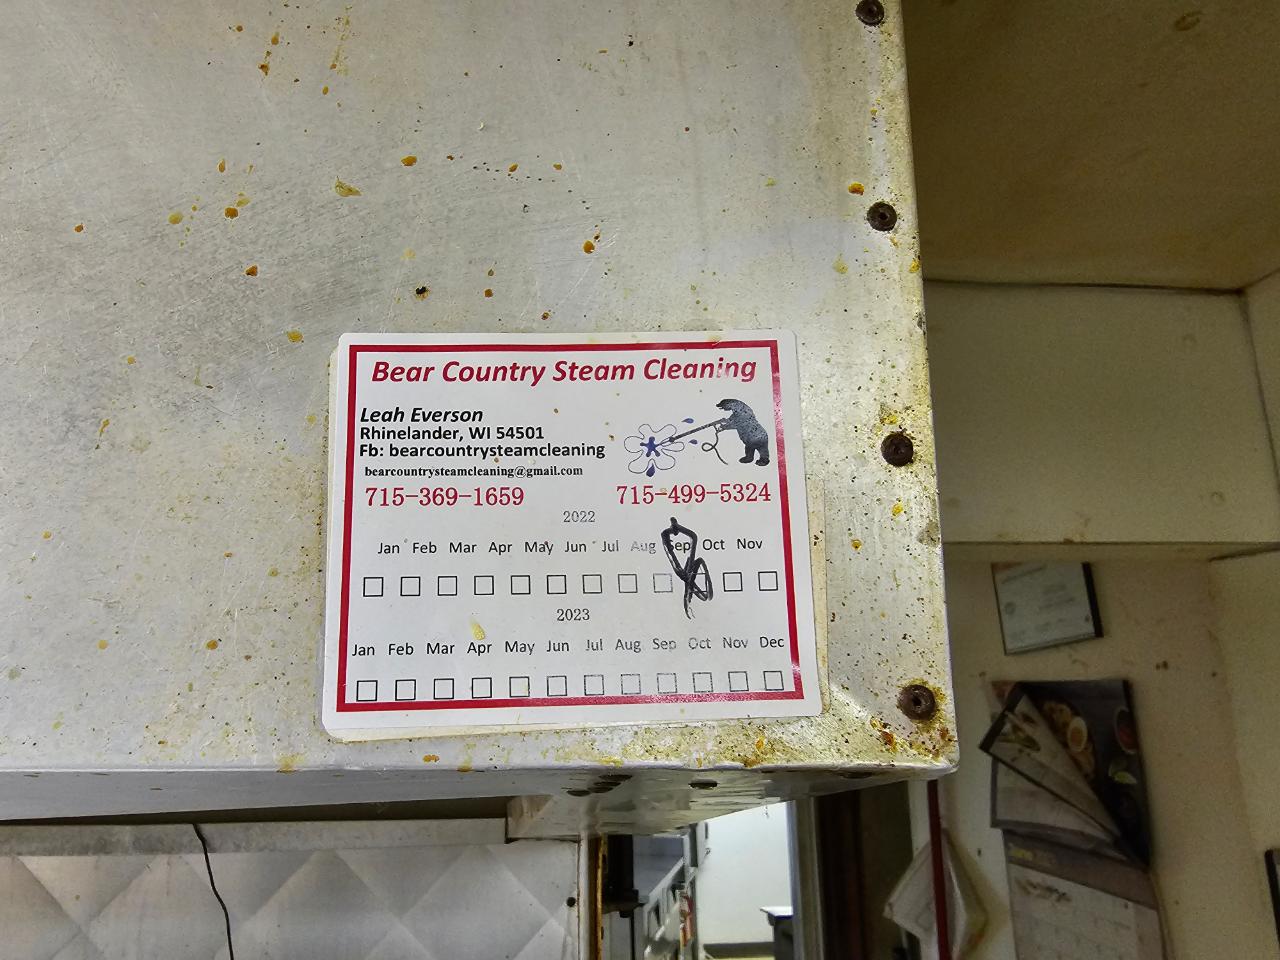 Bear Country Steam Cleaning
Leah Everson
Rhinelander, WI 54501
Fb: bearcountrysteamcleaning
bearcountrysteamcleaning@gmail.com
715-369-1659 715-499-5324
2022
Jan Feb Mar Apr May Jun Jul Aug Sep Oct Nov
2023
Jan Feb Mar Apr May Jun Jul Aug Sep Oct Nov Dec